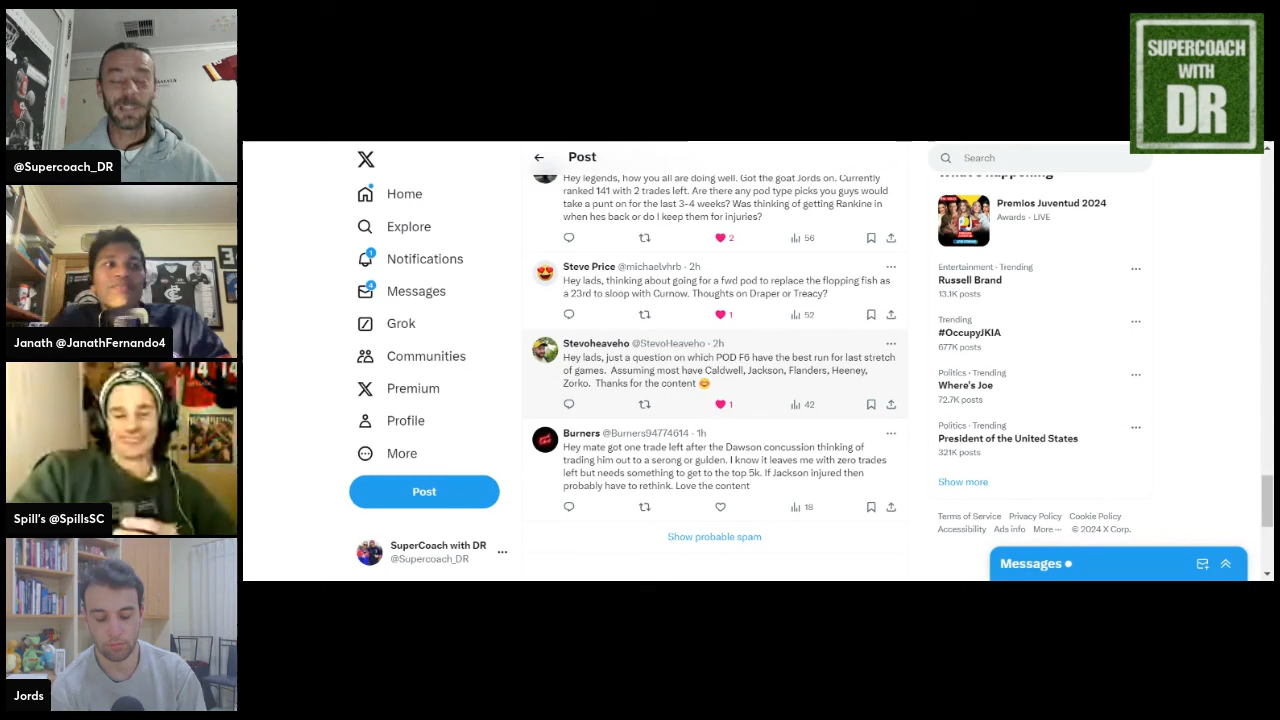 @Supercoach_DR
Janath @JanathFernando4
Spill's @SpillsSC
Jords
Home
Explore
1
Notifications
4
Messages
Grok
Communities
Premium
Profile
More
Post
SuperCoach with DR
@Supercoach_DR
Post
Hey legends, how you all are doing well. Got the goat Jords on. Currently
ranked 141 with 2 trades left. Are there any pod type picks you guys would
take a punt on for the last 3-4 weeks? Was thinking of getting Rankine in
when hes back or do I keep them for injuries?
2
56
Steve Price @michaelvhrb · 2h
Hey lads, thinking about going for a fwd pod to replace the flopping fish as
a 23rd to sloop with Curnow. Thoughts on Draper or Treacy?
1
52
Stevoheaveho @StevoHeaveho · 2h
Hey lads, just a question on which POD F6 have the best run for last stretch
of games. Assuming most have Caldwell, Jackson, Flanders, Heeney,
Zorko. Thanks for the content 😊
1
42
Burners @Burners94774614 · 1h
Hey mate got one trade left after the Dawson concussion thinking of
trading him out to a serong or gulden. I know it leaves me with zero trades
left but needs something to get to the top 5k. If Jackson injured then
probably have to rethink. Love the content
18
Show probable spam
SUPERCOACH
WITH
DR
Search
What's happening
Premios Juventud 2024
Awards · LIVE
Entertainment · Trending
Russell Brand
13.1K posts
Trending
#OccupyJKIA
677K posts
Politics · Trending
Where's Joe
72.7K posts
Politics · Trending
President of the United States
321K posts
Show more
Terms of Service Privacy Policy Cookie Policy
Accessibility Ads info More ··· © 2024 X Corp.
Messages